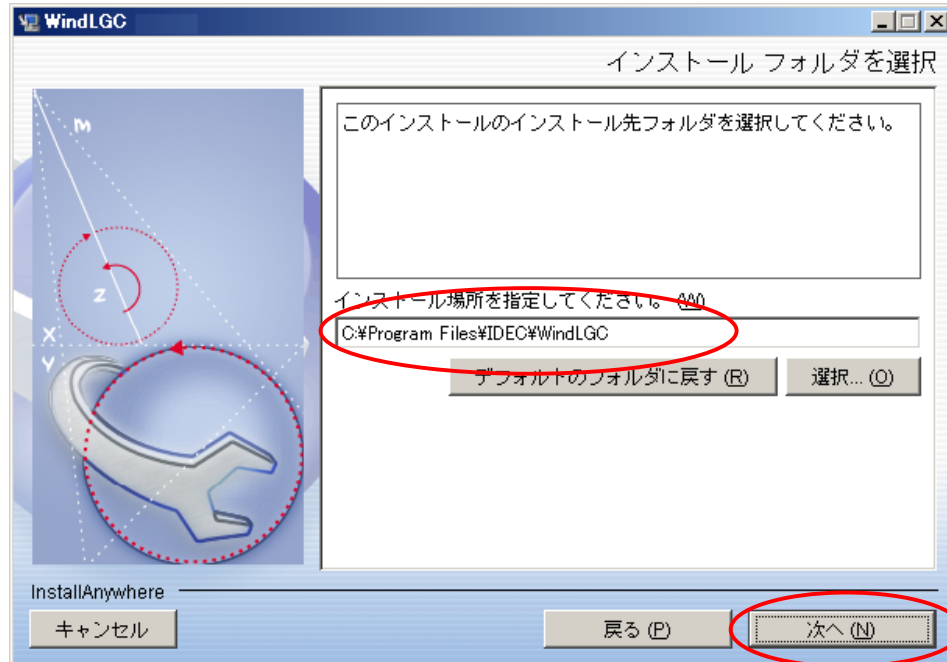 WindLGC
インストール フォルダを選択
M
Z
X
Y
このインストールのインストール先フォルダを選択してください。
インストール場所を指定してください。 (W)
C:¥Program Files¥IDEC¥WindLGC
デフォルトのフォルダに戻す (R)
選択... (O)
InstallAnywhere
キャンセル
戻る (P)
次へ (N)